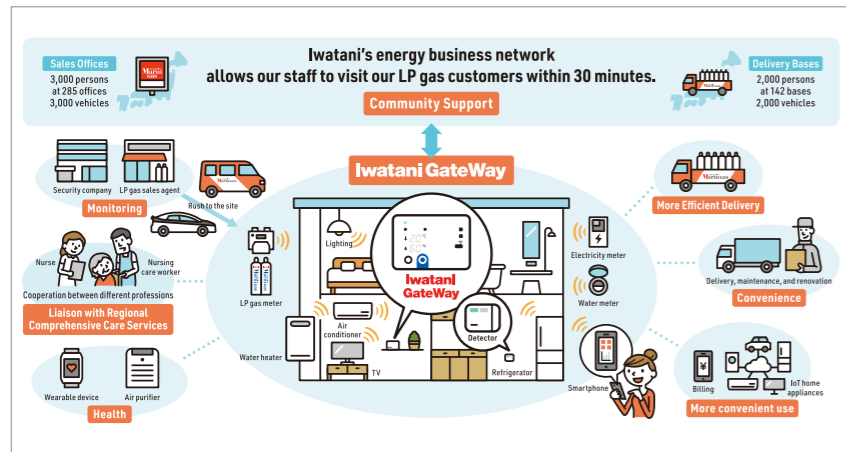 Sales Offices
3,000 persons
at 285 offices
3,000 vehicles
Iwatani's energy business network
allows our staff to visit our LP gas customers within 30 minutes.
Community Support
Delivery Bases
2,000 persons
at 142 bases
2,000 vehicles
Iwatani GateWay
Security company
LP gas sales agent
Monitoring
Rush to the site
Nurse
Nursing
care worker
Cooperation between different professions
Liaison with Regional
Comprehensive Care Services
Wearable device
Air purifier
Health
LP gas meter
Water heater
Lighting
Air
conditioner
TV
Iwatani
GateWay
Detector
Refrigerator
Electricity meter
Water meter
Smartphone
More Efficient Delivery
Delivery, maintenance, and renovation
Convenience
¥
Billing
IoT home
appliances
More convenient use